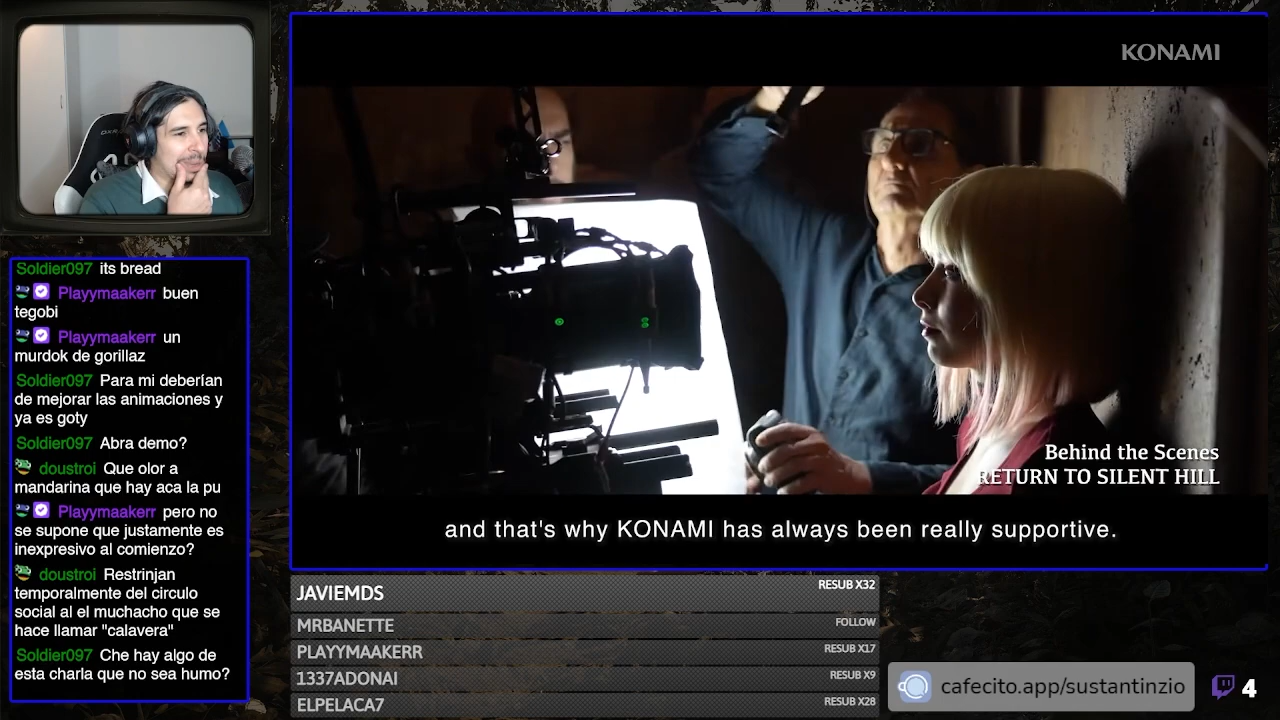 KONAMI
Behind the Scenes
RETURN TO SILENT HILL
and that's why KONAMI has always been really supportive.
Soldier097 its bread
Playymaakerr buen
tegobi
Playymaakerr un
murdok de gorillaz
Soldier097 Para mi deberían
de mejorar las animaciones y
ya es goty
Soldier097 Abra demo?
doustroi Que olor a
mandarina que hay aca la pu
Playymaakerr pero no
se supone que justamente es
inexpresivo al comienzo?
doustroi Restrinjan
temporalmente del circulo
social al el muchacho que se
hace llamar "calavera"
Soldier097 Che hay algo de
esta charla que no sea humo?
JAVIEMDS RESUB X32
MRBANETTE FOLLOW
PLAYYMAAKERR RESUB X17
1337ADONAI RESUB X9
ELPELACA7 RESUB X28
cafecito.app/sustantinzio
4